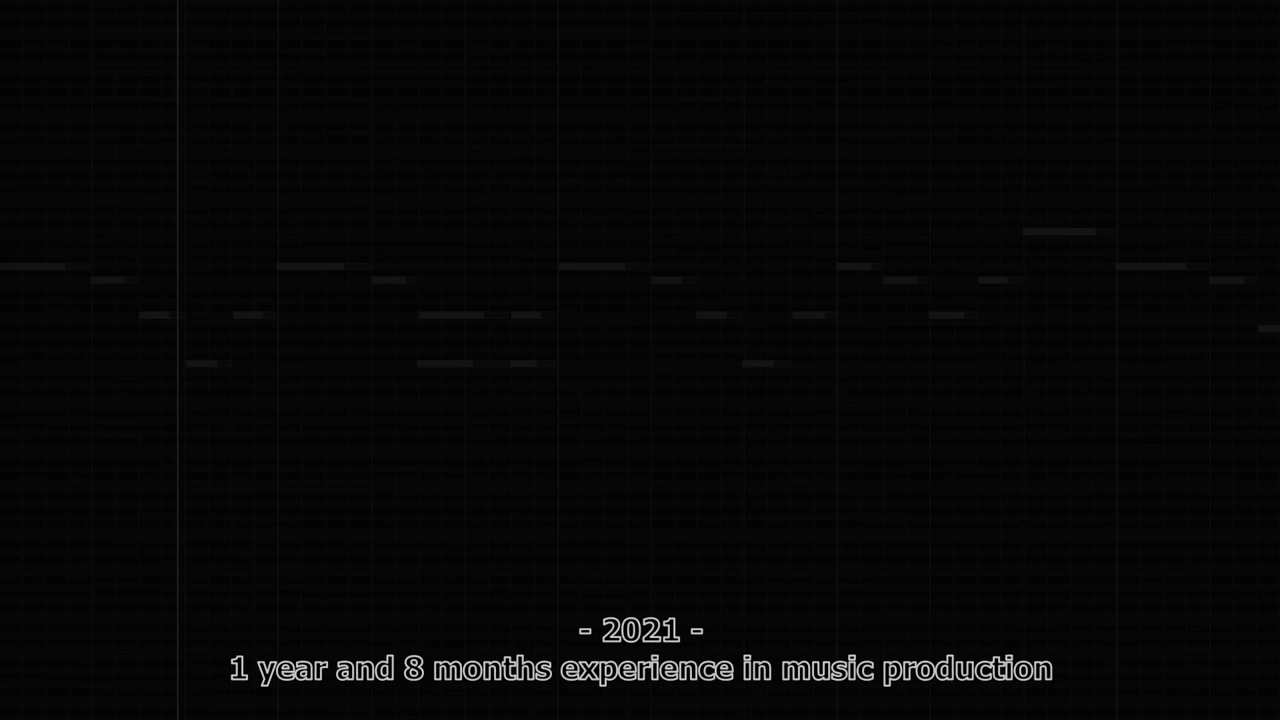 - 2021 -
1 year and 8 months experience in music production